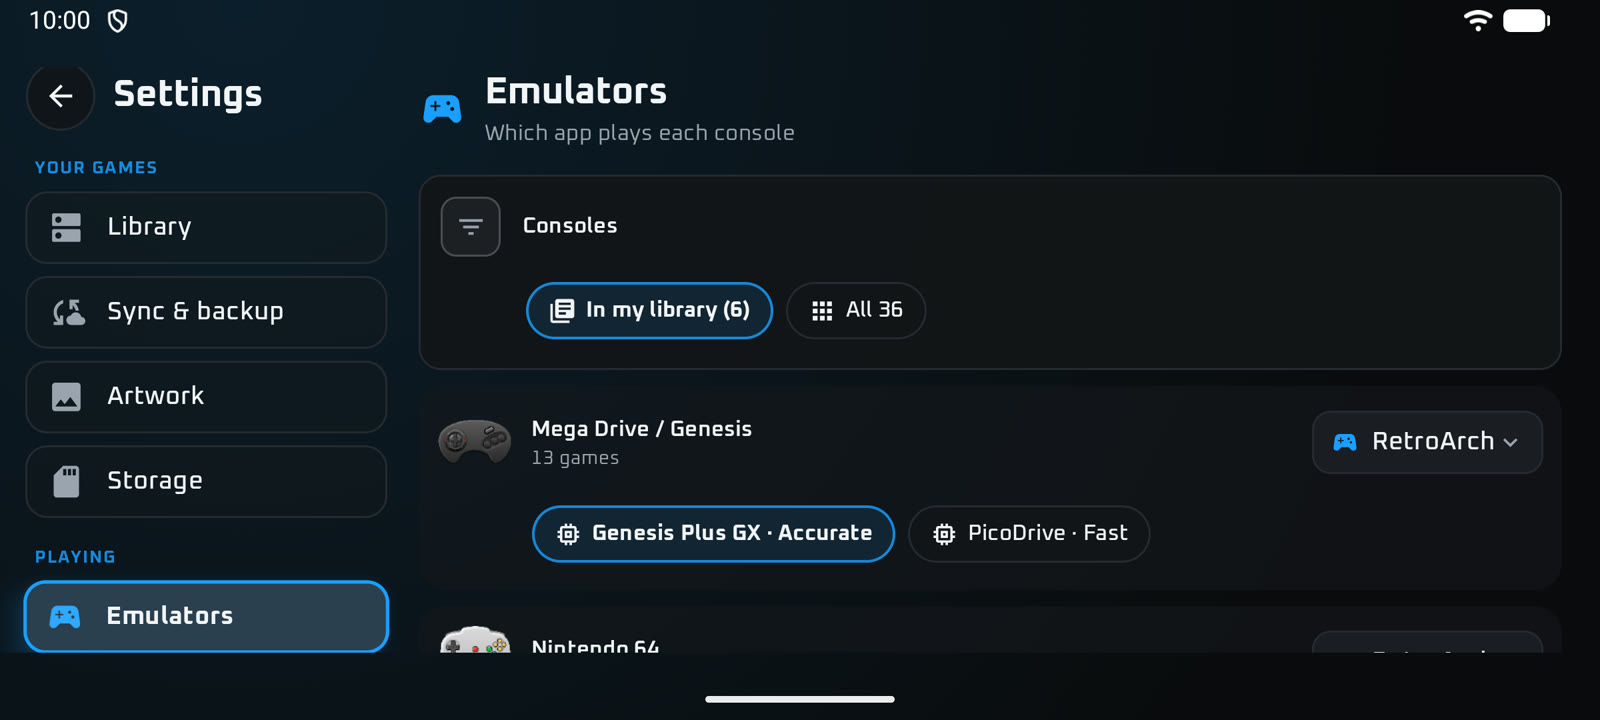 10:00
Settings
YOUR GAMES
Library
Sync & backup
Artwork
Storage
PLAYING
Emulators
Emulators
Which app plays each console
Consoles
In my library (6)
All 36
Mega Drive / Genesis
13 games
RetroArch
Genesis Plus GX · Accurate
PicoDrive · Fast
Nintendo 64